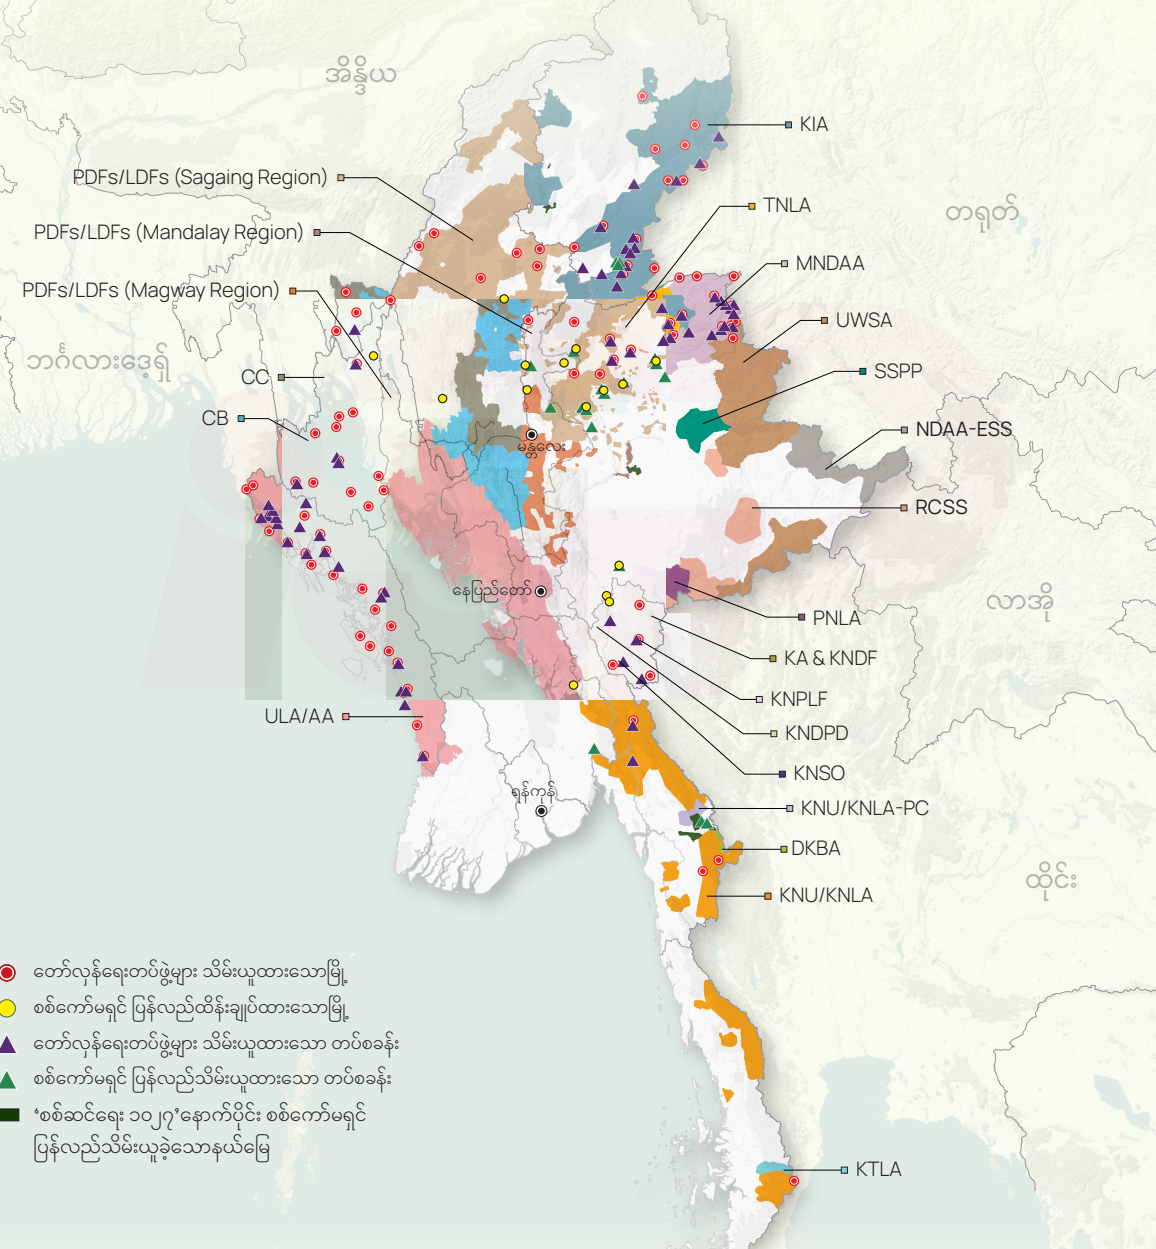 အိန္ဒိယ
KIA
PDFs/LDFs (Sagaing Region)
TNLA
တရုတ်
PDFs/LDFs (Mandalay Region)
MNDAA
PDFs/LDFs (Magway Region)
UWSA
ဘင်္ဂလားဒေ့ရှ်
CC
SSPP
CB
NDAA-ESS
မန္တလေး
RCSS
နေပြည်တော်
လာအို
PNLA
KA & KNDF
KNPLF
ULA/AA
KNDPD
KNSO
ရန်ကုန်
KNU/KNLA-PC
DKBA
ထိုင်း
KNU/KNLA
တော်လှန်ရေးတပ်ဖွဲ့များ သိမ်းယူထားသောမြို့
စစ်ကော်မရှင် ပြန်လည်ထိန်းချုပ်ထားသောမြို့
တော်လှန်ရေးတပ်ဖွဲ့များ သိမ်းယူထားသော တပ်စခန်း
စစ်ကော်မရှင် ပြန်လည်သိမ်းယူထားသော တပ်စခန်း
‘စစ်ဆင်ရေး ၁၀၂၇’နောက်ပိုင်း စစ်ကော်မရှင်
ပြန်လည်သိမ်းယူခဲ့သောနယ်မြေ
KTLA